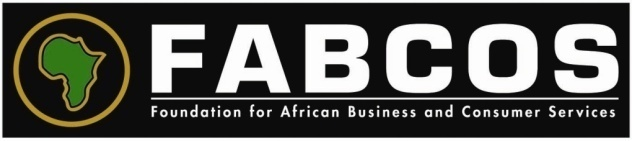 FABCOS
Foundation for African Business and Consumer Services